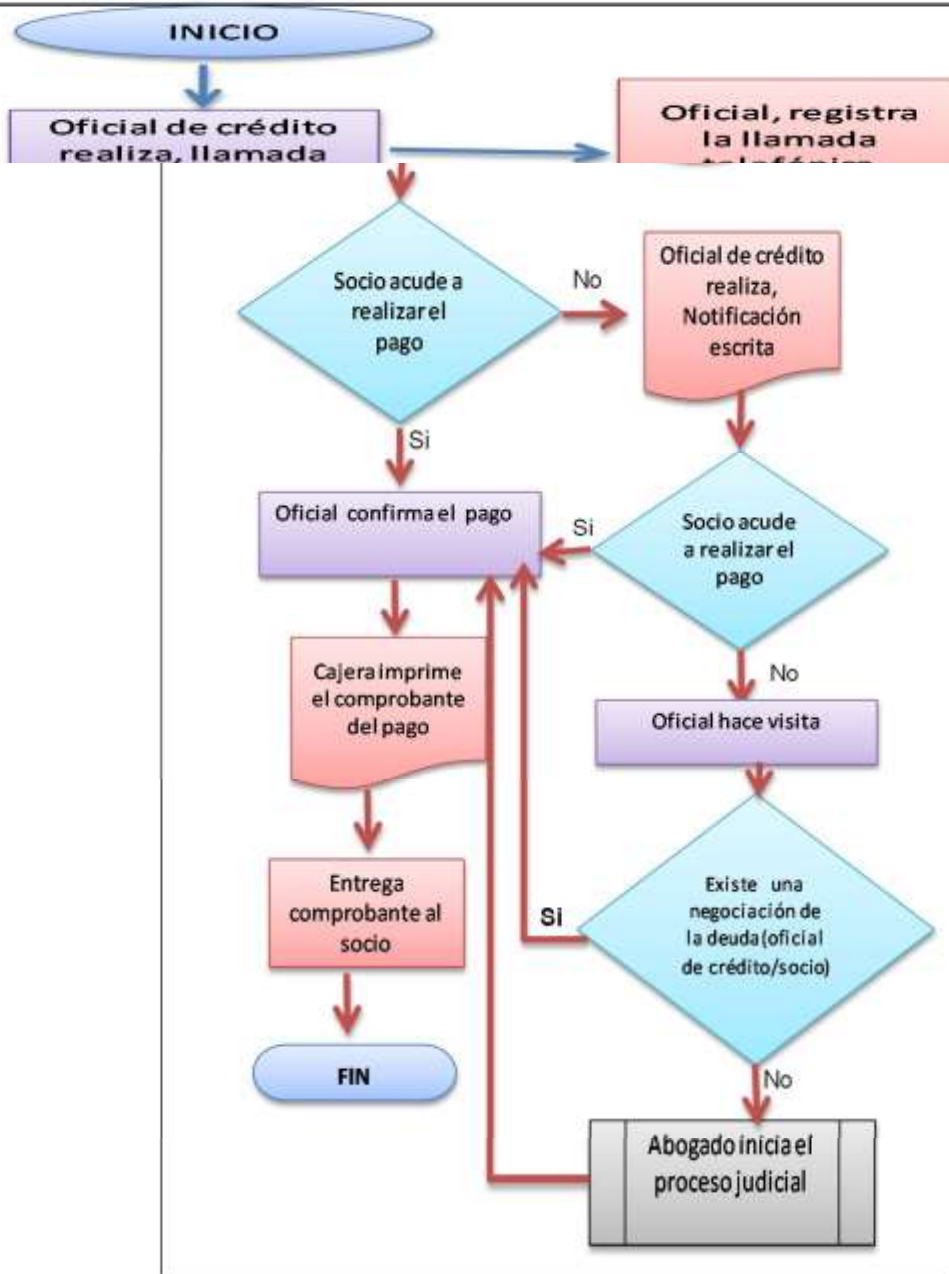 INICIO
Oficial de crédito
realiza, llamada
Oficial, registra
la llamada
Socio acude a
realizar el
pago
No
Oficial de crédito
realiza,
Notificación
escrita
Si
Oficial confirma el pago
Si
Socio acude
a realizar el
pago
No
Cajera imprime
el comprobante
del pago
Oficial hace visita
Entrega
comprobante al
socio
Si
Existe una
negociación de
la deuda(oficial
de crédito/socio)
FIN
No
Abogado inicia el
proceso judicial